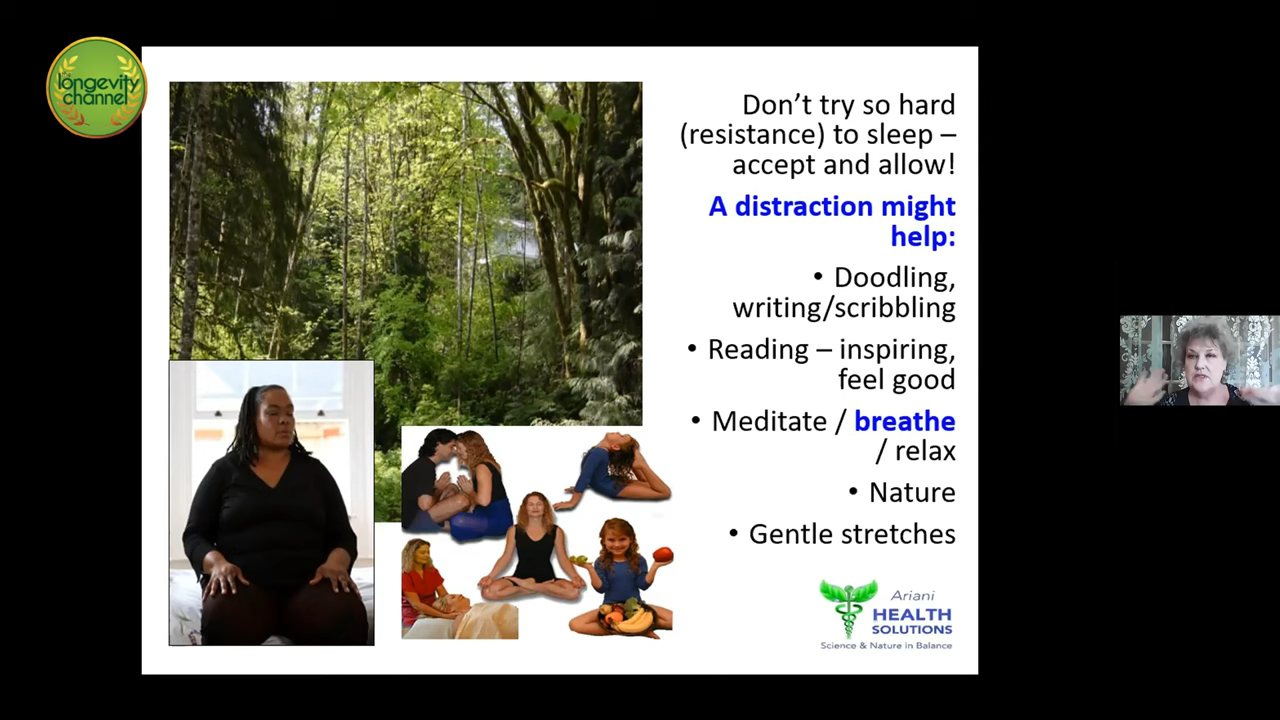 the
longevity
channel
Don't try so hard
(resistance) to sleep –
accept and allow!
A distraction might
help:
• Doodling,
writing/scribbling
• Reading – inspiring,
feel good
• Meditate / breathe
/ relax
• Nature
• Gentle stretches
Ariani
HEALTH
SOLUTIONS
Science & Nature in Balance